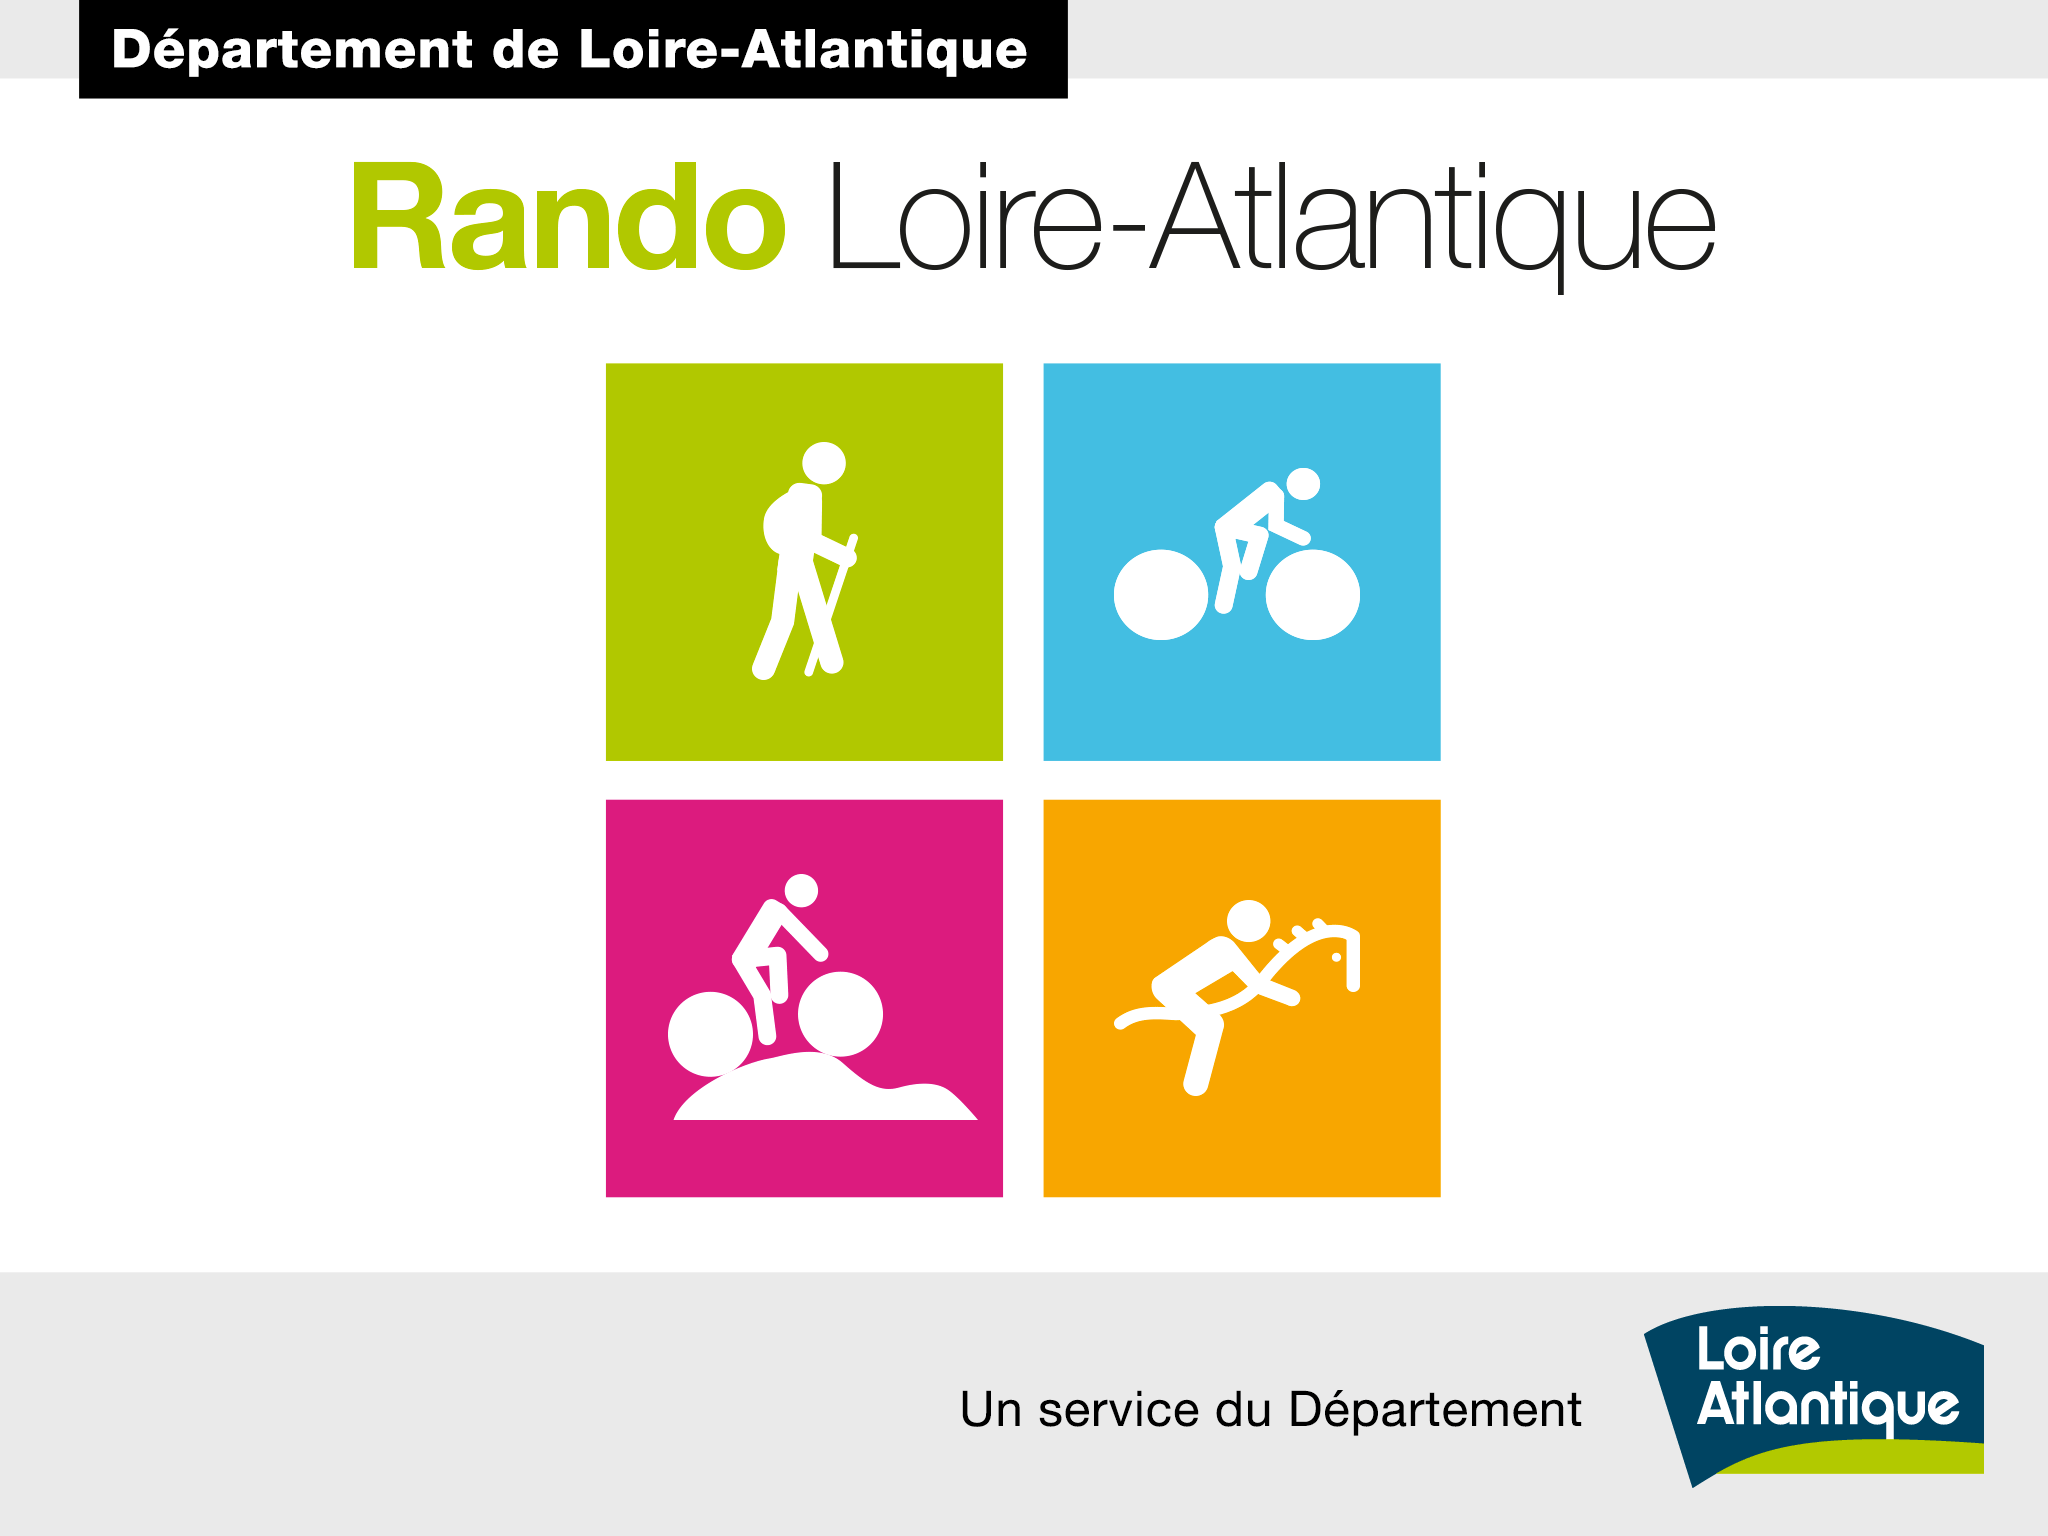 Département de Loire-Atlantique
Rando Loire-Atlantique
Un service du Département
Loire
Atlantique